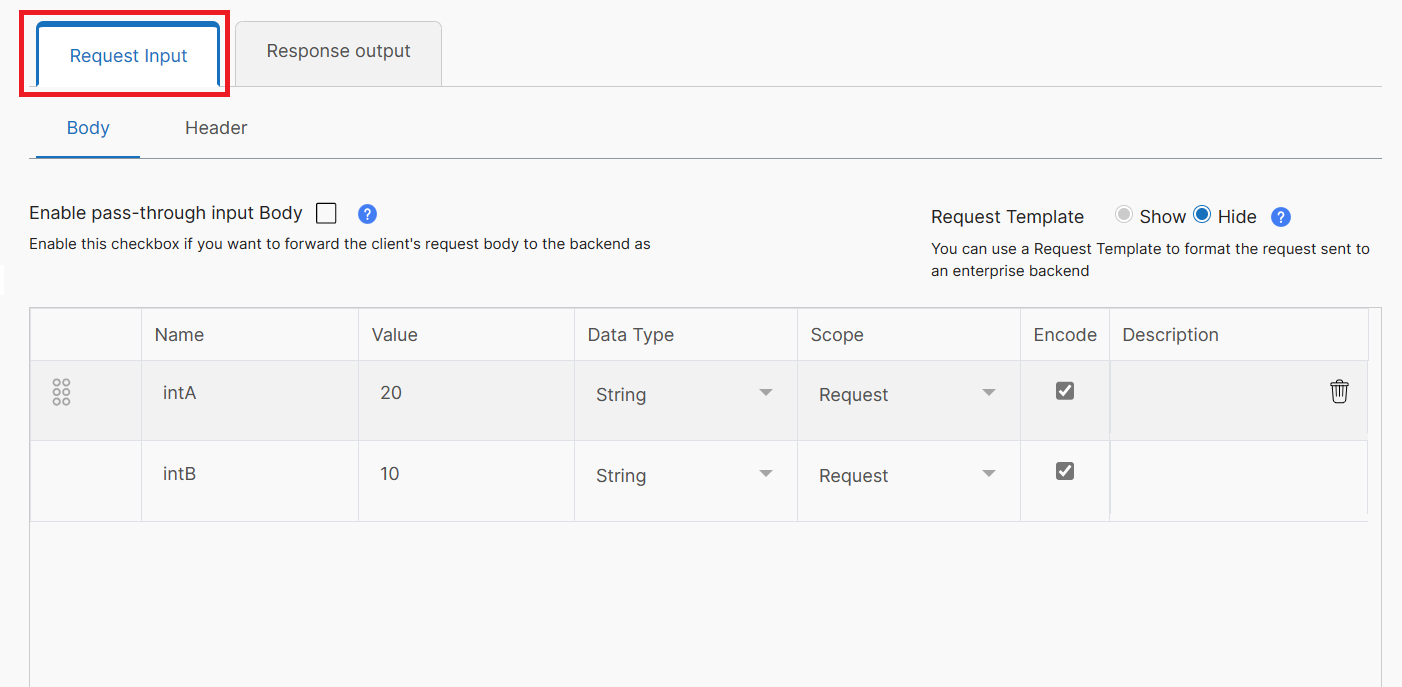 Request Input
Response output
Body
Header
Enable pass-through input Body ?
Enable this checkbox if you want to forward the client's request body to the backend as
Request Template Show Hide ?
You can use a Request Template to format the request sent to
an enterprise backend
Name Value Data Type Scope Encode Description
intA 20 String Request
intB 10 String Request